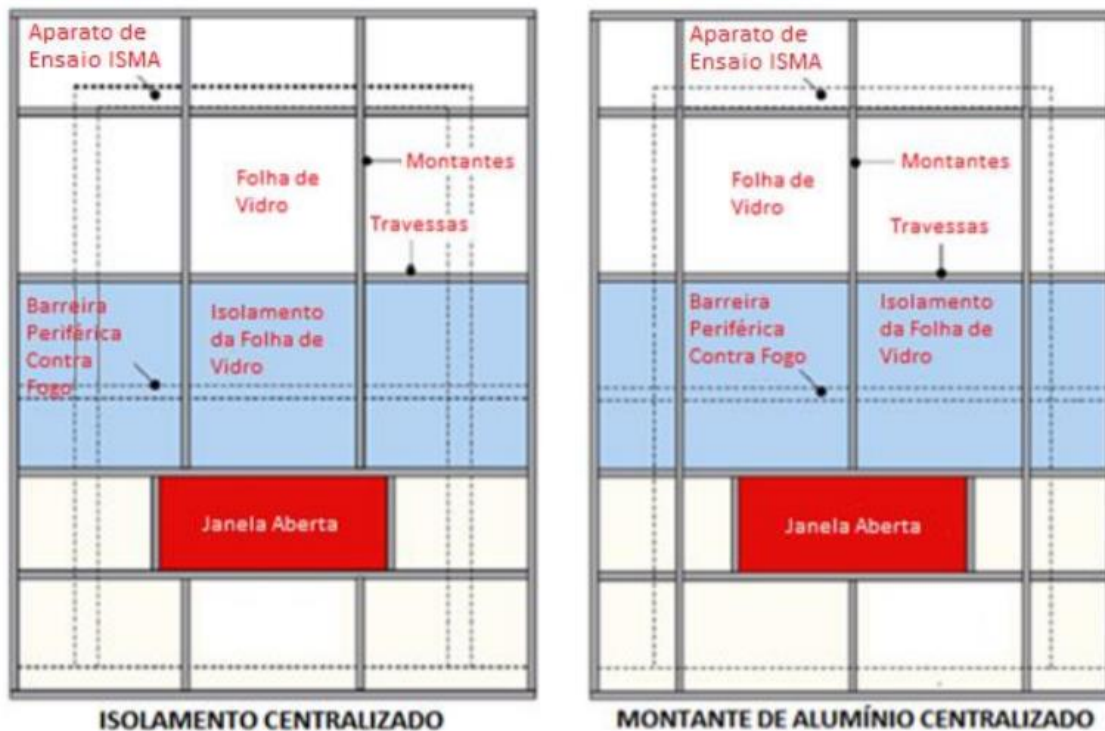 Aparato de
Ensaio ISMA
Montantes
Folha de
Vidro
Travessas
Barreira
Periférica
Contra
Fogo
Isolamento
da Folha de
Vidro
Janela Aberta
ISOLAMENTO CENTRALIZADO
Aparato de
Ensaio ISMA
Montantes
Folha de
Vidro
Travessas
Barreira
Periférica
Contra Fogo
Isolamento
da Folha de
Vidro
Janela Aberta
MONTANTE DE ALUMÍNIO CENTRALIZADO